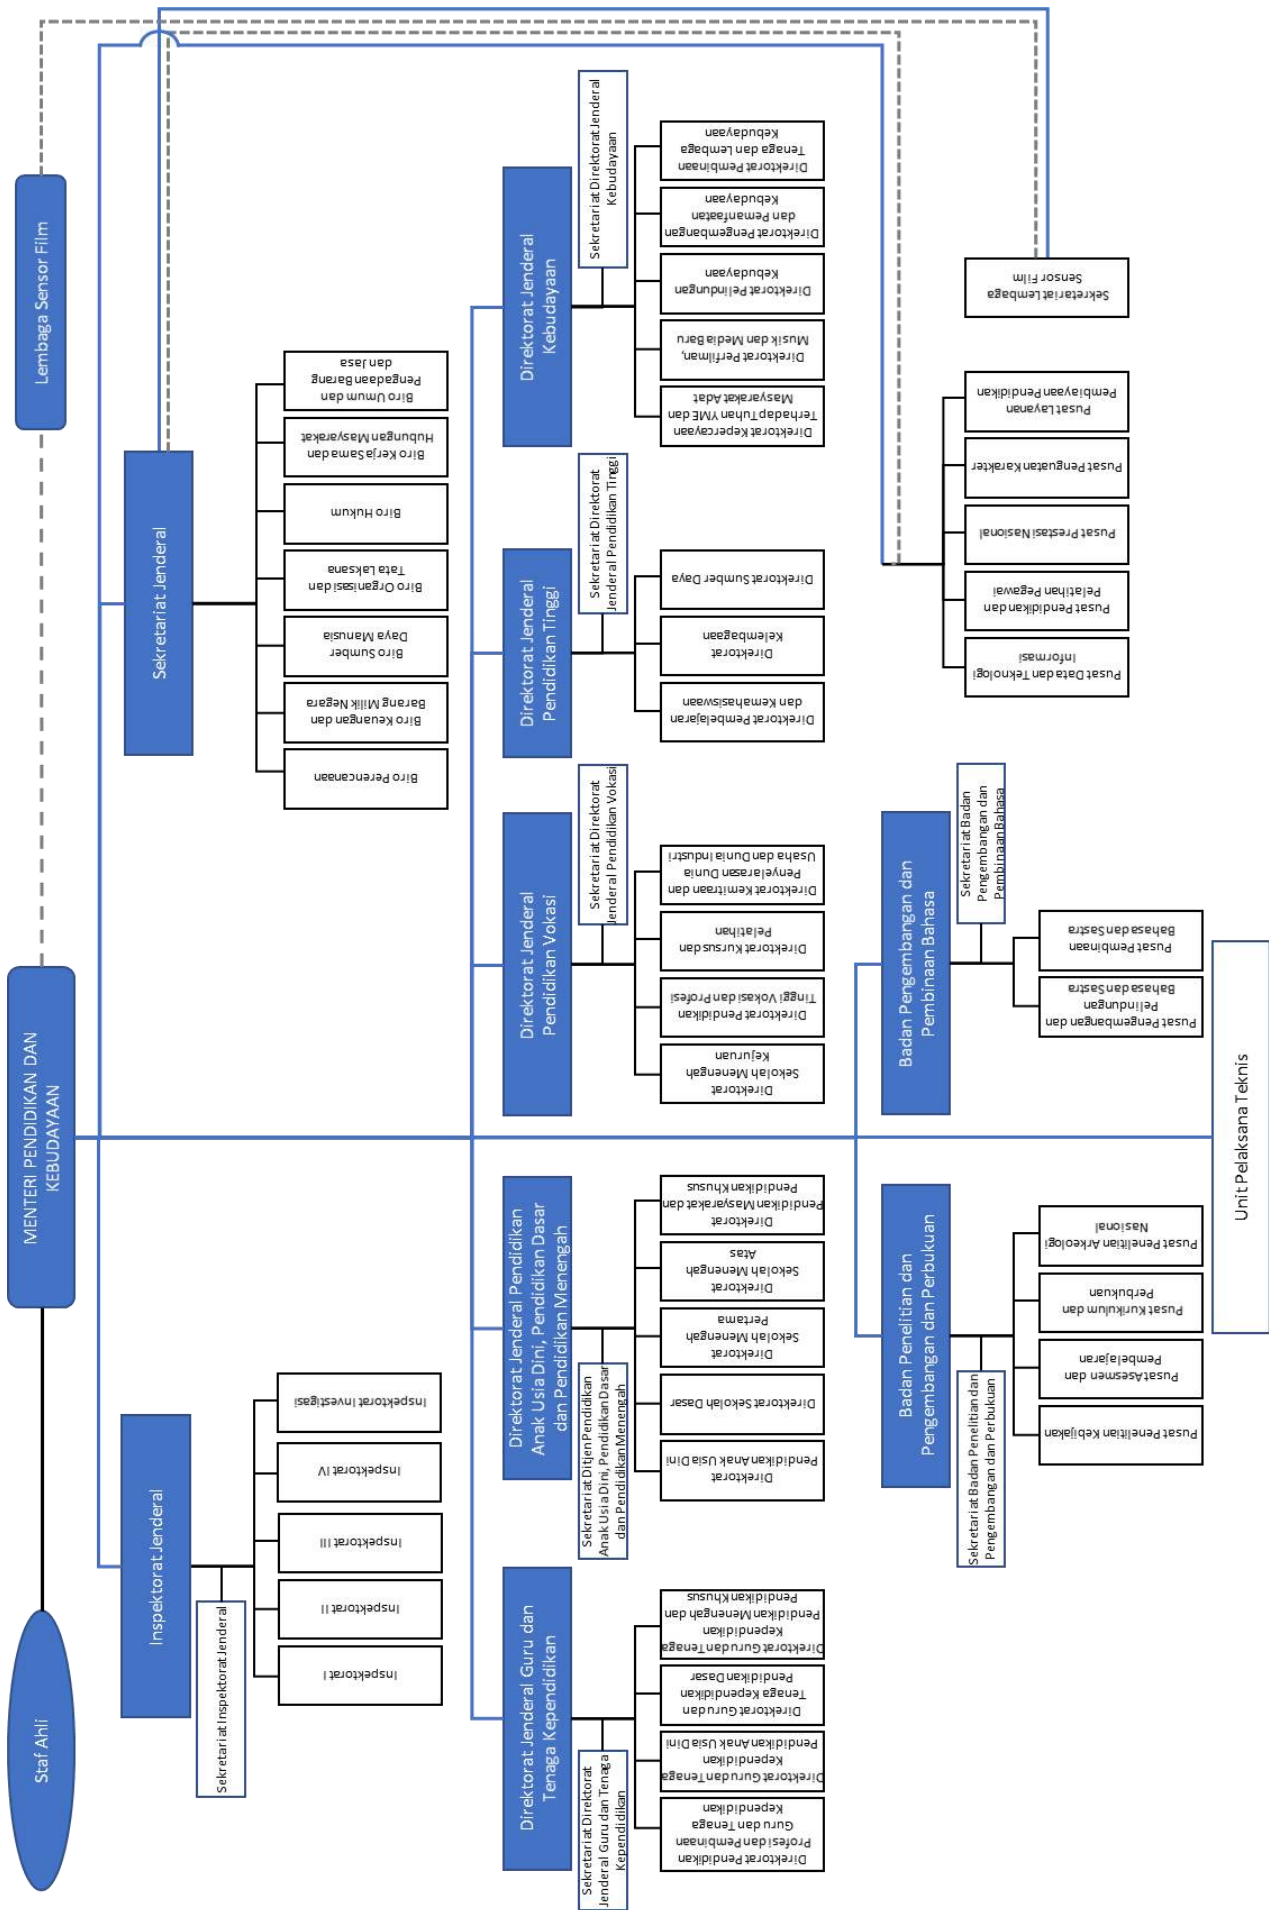 Staf Ahli
MENTERI PENDIDIKAN DAN
KEBUDAYAAN
Lembaga Sensor Film
Inspektorat Jenderal
Sekretariat Inspektorat Jenderal
Inspektorat I
Inspektorat II
Inspektorat III
Inspektorat IV
Inspektorat Investigasi
Sekretariat Jenderal
Biro Perencanaan
Biro Keuangan dan
Barang Milik Negara
Biro Sumber
Daya Manusia
Biro Organisasi dan
Tata Laksana
Biro Hukum
Biro Kerja Sama dan
Hubungan Masyarakat
Biro Umum dan
Pengadaan Barang
dan Jasa
Direktorat Jenderal Guru dan
Tenaga Kependidikan
Sekretariat Direktorat
Jenderal Guru dan Tenaga
Kependidikan
Direktorat Pendidikan
Profesi dan Pembinaan
Guru dan Tenaga
Kependidikan
Direktorat Guru dan Tenaga
Kependidikan
Pendidikan Anak Usia Dini
Direktorat Guru dan
Tenaga Kependidikan
Pendidikan Dasar
Direktorat Guru dan Tenaga
Kependidikan
Pendidikan Menengah dan
Pendidikan Khusus
Direktorat Jenderal Pendidikan
Anak Usia Dini, Pendidikan Dasar
dan Pendidikan Menengah
Sekretariat Ditjen Pendidikan
Anak Usia Dini, Pendidikan Dasar
dan Pendidikan Menengah
Direktorat
Pendidikan Anak Usia Dini
Direktorat Sekolah Dasar
Direktorat
Sekolah Menengah
Pertama
Direktorat
Sekolah Menengah
Atas
Direktorat
Pendidikan Masyarakat dan
Pendidikan Khusus
Direktorat Jenderal
Pendidikan Vokasi
Sekretariat Direktorat
Jenderal Pendidikan Vokasi
Direktorat
Sekolah Menengah
Kejuruan
Direktorat Pendidikan
Tinggi Vokasi dan Profesi
Direktorat Kursus dan
Pelatihan
Direktorat Kemitraan dan
Penyelarasan Dunia
Usaha dan Dunia Industri
Direktorat Jenderal
Pendidikan Tinggi
Sekretariat Direktorat
Jenderal Pendidikan Tinggi
Direktorat Pembelajaran
dan Kemahasiswaan
Direktorat
Kelembagaan
Direktorat Sumber Daya
Direktorat Jenderal
Kebudayaan
Sekretariat Direktorat Jenderal
Kebudayaan
Direktorat Kepercayaan
Terhadap Tuhan YME dan
Masyarakat Adat
Direktorat Perfilman,
Musik dan Media Baru
Direktorat Pelindungan
Kebudayaan
Direktorat Pengembangan
dan Pemanfaatan
Kebudayaan
Direktorat Pembinaan
Tenaga dan Lembaga
Kebudayaan
Badan Penelitian dan
Pengembangan dan Perbukuan
Sekretariat Badan Penelitian dan
Pengembangan dan Perbukuan
Pusat Penelitian Kebijakan
Pusat Asesmen dan
Pembelajaran
Pusat Kurikulum dan
Perbukuan
Pusat Penelitian Arkeologi
Nasional
Badan Pengembangan dan
Pembinaan Bahasa
Sekretariat Badan
Pengembangan dan
Pembinaan Bahasa
Pusat Pengembangan dan
Pelindungan
Bahasa dan Sastra
Pusat Pembinaan
Bahasa dan Sastra
Pusat Data dan Teknologi
Informasi
Pusat Pendidikan dan
Pelatihan Pegawai
Pusat Prestasi Nasional
Pusat Penguatan Karakter
Pusat Layanan
Pembiayaan Pendidikan
Sekretariat Lembaga
Sensor Film
Unit Pelaksana Teknis